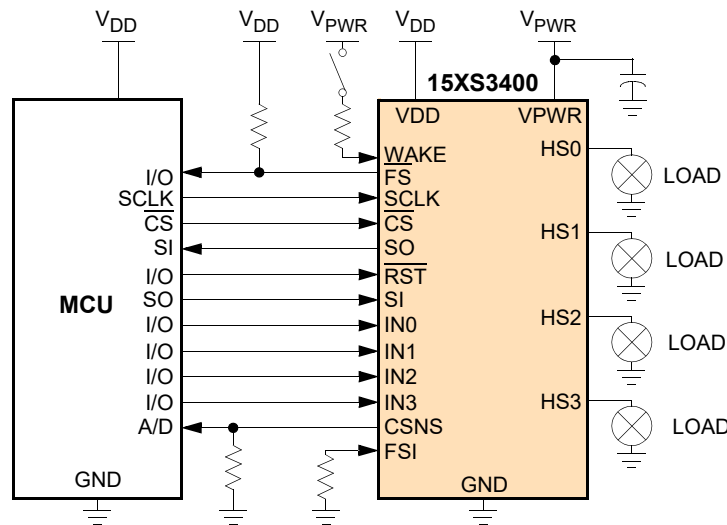 VDD
VDD
VPWR
VDD
VPWR
15XS3400
VDD
VPWR
WAKE
I/O
FS
SCLK
SCLK
CS
CS
SI
SO
I/O
RST
MCU
SO
SI
I/O
IN0
I/O
IN1
I/O
IN2
I/O
IN3
A/D
CSNS
FSI
GND
GND
HS0
LOAD
HS1
LOAD
HS2
LOAD
HS3
LOAD